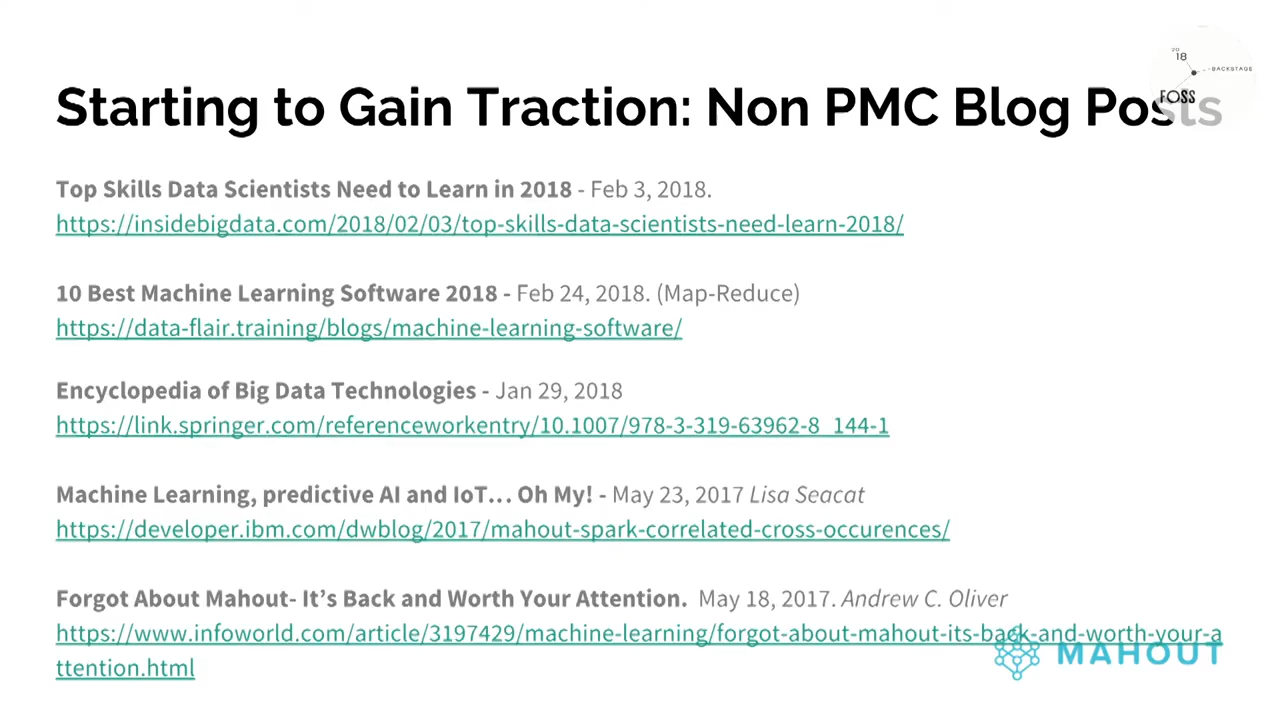 20
18
BACKSTAGE
FOSS
Starting to Gain Traction: Non PMC Blog Posts
Top Skills Data Scientists Need to Learn in 2018 - Feb 3, 2018.
https://insidebigdata.com/2018/02/03/top-skills-data-scientists-need-learn-2018/
10 Best Machine Learning Software 2018 - Feb 24, 2018. (Map-Reduce)
https://data-flair.training/blogs/machine-learning-software/
Encyclopedia of Big Data Technologies - Jan 29, 2018
https://link.springer.com/referenceworkentry/10.1007/978-3-319-63962-8_144-1
Machine Learning, predictive AI and IoT… Oh My! - May 23, 2017 Lisa Seacat
https://developer.ibm.com/dwblog/2017/mahout-spark-correlated-cross-occurences/
Forgot About Mahout- It’s Back and Worth Your Attention. May 18, 2017. Andrew C. Oliver
https://www.infoworld.com/article/3197429/machine-learning/forgot-about-mahout-its-back-and-worth-your-a
ttention.html
MAHOUT